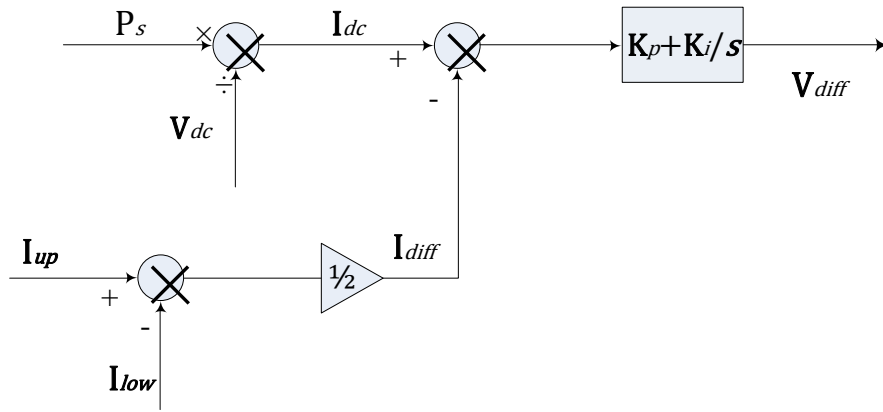 Ps
×
Idc
+
-
÷
Vdc
Kp+Ki/s
Vdiff
Iup
+
-
½
Idiff
Ilow